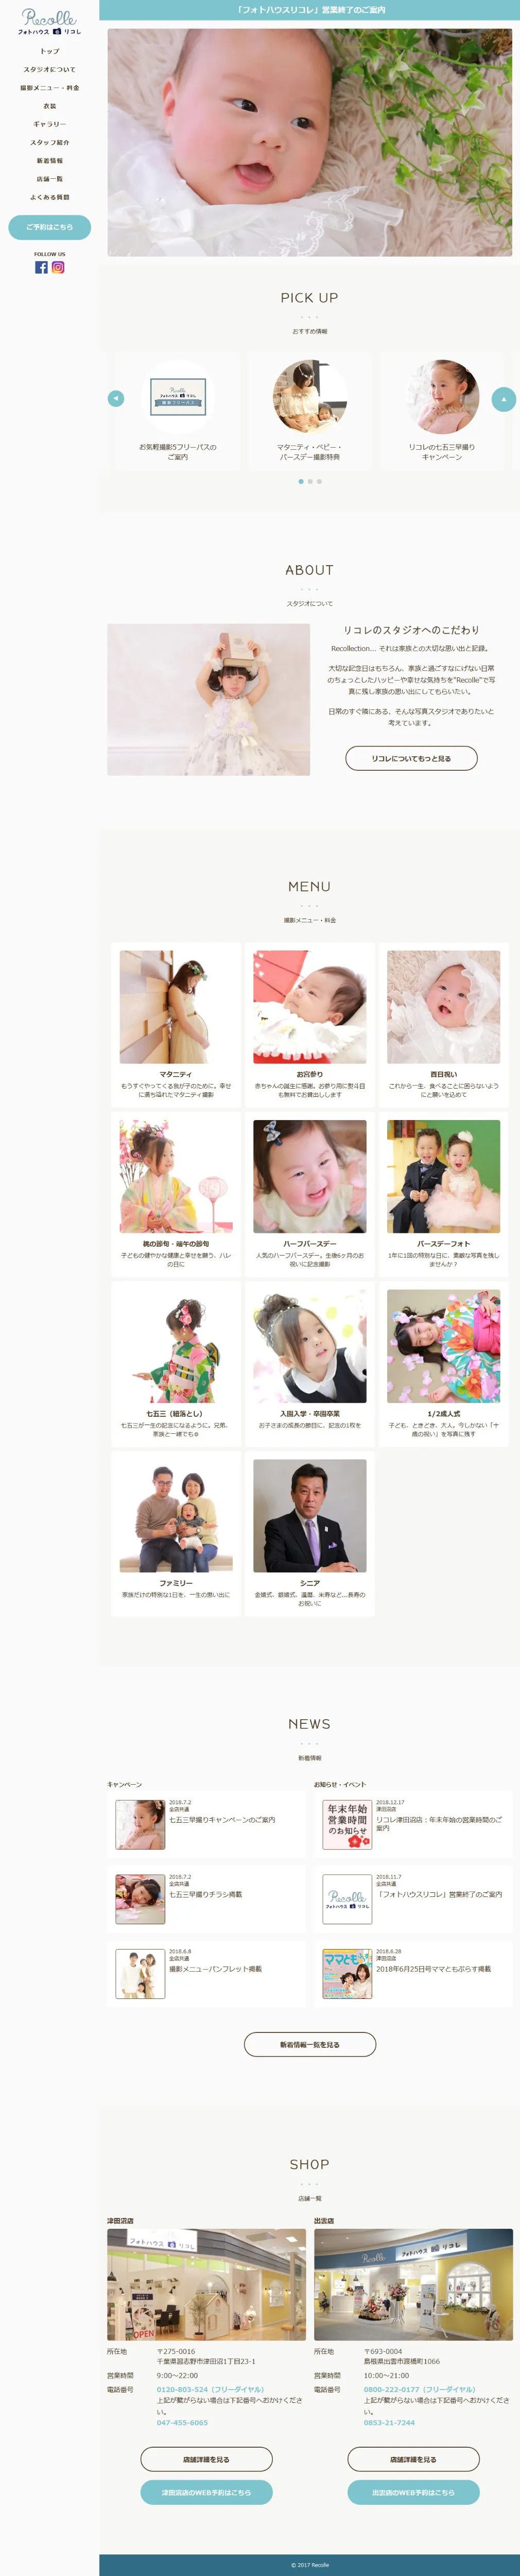 Recolle
フォトハウス リコレ
トップ
スタジオについて
撮影メニュー・料金
衣装
ギャラリー
スタッフ紹介
新着情報
店舗一覧
よくある質問
ご予約はこちら
FOLLOW US
「フォトハウスリコレ」営業終了のご案内
PICK UP
おすすめ情報
お気軽撮影5フリーパスの
ご案内
マタニティ・ベビー・
バースデー撮影特典
リコレの七五三早撮り
キャンペーン
ABOUT
スタジオについて
リコレのスタジオへのこだわり
Recollection... それは家族との大切な思い出と記録。
大切な記念日はもちろん、家族と過ごすなにげない日常
のちょっとしたハッピーや幸せな気持ちを"Recolle"で写
真に残し家族の思い出にしてもらいたい。
日常のすぐ隣にある、そんな写真スタジオでありたいと
考えています。
リコレについてもっと見る
MENU
撮影メニュー・料金
マタニティ
もうすぐやってくる我が子のために。幸せ
に満ち溢れたマタニティ撮影
お宮参り
赤ちゃんの誕生に感謝。お参り用に熨斗目
も無料でお貸出しします
百日祝い
これから一生、食べることに困らないよう
にと願いを込めて
桃の節句・端午の節句
子どもの健やかな健康と幸せを願う、ハレ
の日に
ハーフバースデー
人気のハーフバースデー。生後6ヶ月のお
祝いに記念撮影
バースデーフォト
1年に1回の特別な日に、素敵な写真を残し
ませんか？
七五三（紐落とし）
七五三が一生の記念になるように。兄弟、
家族と一緒でも◎
入園入学・卒園卒業
お子さまの成長の節目に、記念の1枚を
1/2成人式
子ども、ときどき、大人。今しかない「十
歳の祝い」を写真に残す
ファミリー
家族だけの特別な1日を、一生の思い出に
シニア
金婚式、銀婚式、還暦、米寿など...長寿の
お祝いに
NEWS
新着情報
キャンペーン
2018.7.2
全店共通
七五三早撮りキャンペーンのご案内
2018.7.2
全店共通
七五三早撮りチラシ掲載
2018.6.8
全店共通
撮影メニューパンフレット掲載
お知らせ・イベント
年末年始
営業時間
のお知らせ
2018.12.17
津田沼店
リコレ津田沼店：年末年始の営業時間のご
案内
Recolle
フォトハウス リコレ
2018.11.7
全店共通
「フォトハウスリコレ」営業終了のご案内
2018.6.28
津田沼店
2018年6月25日号ママともぷらす掲載
新着情報一覧を見る
SHOP
店舗一覧
津田沼店
フォトハウス リコレ
OPEN
所在地
〒275-0016
千葉県習志野市津田沼1丁目23-1
営業時間
9:00～22:00
電話番号
0120-803-524（フリーダイヤル）
上記が繋がらない場合は下記番号へおかけくださ
い。
047-455-6065
店舗詳細を見る
津田沼店のWEB予約はこちら
出雲店
Recolle
フォトハウス リコレ
所在地
〒693-0004
島根県出雲市渡橋町1066
営業時間
10:00～21:00
電話番号
0800-222-0177（フリーダイヤル）
上記が繋がらない場合は下記番号へおかけくださ
い。
0853-21-7244
店舗詳細を見る
出雲店のWEB予約はこちら
© 2017 Recolle